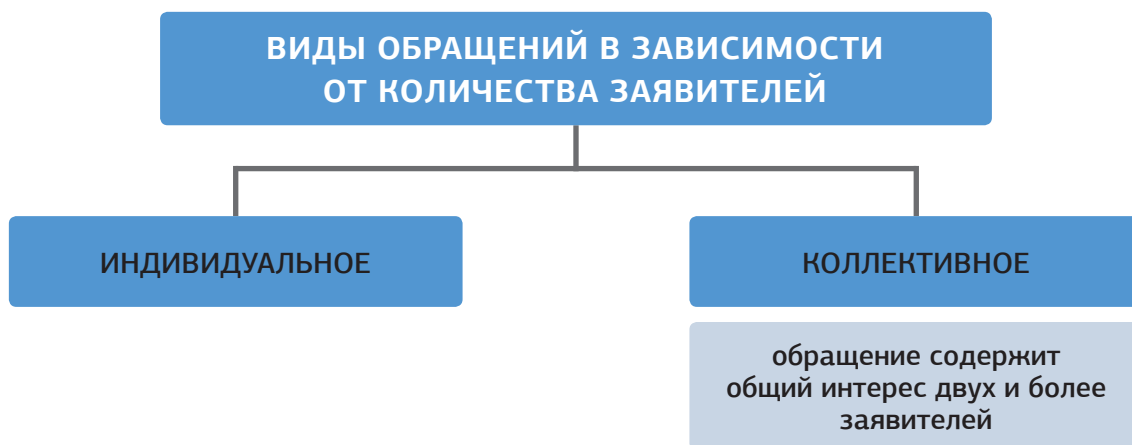 ВИДЫ ОБРАЩЕНИЙ В ЗАВИСИМОСТИ
ОТ КОЛИЧЕСТВА ЗАЯВИТЕЛЕЙ
ИНДИВИДУАЛЬНОЕ
КОЛЛЕКТИВНОЕ
обращение содержит
общий интерес двух и более
заявителей